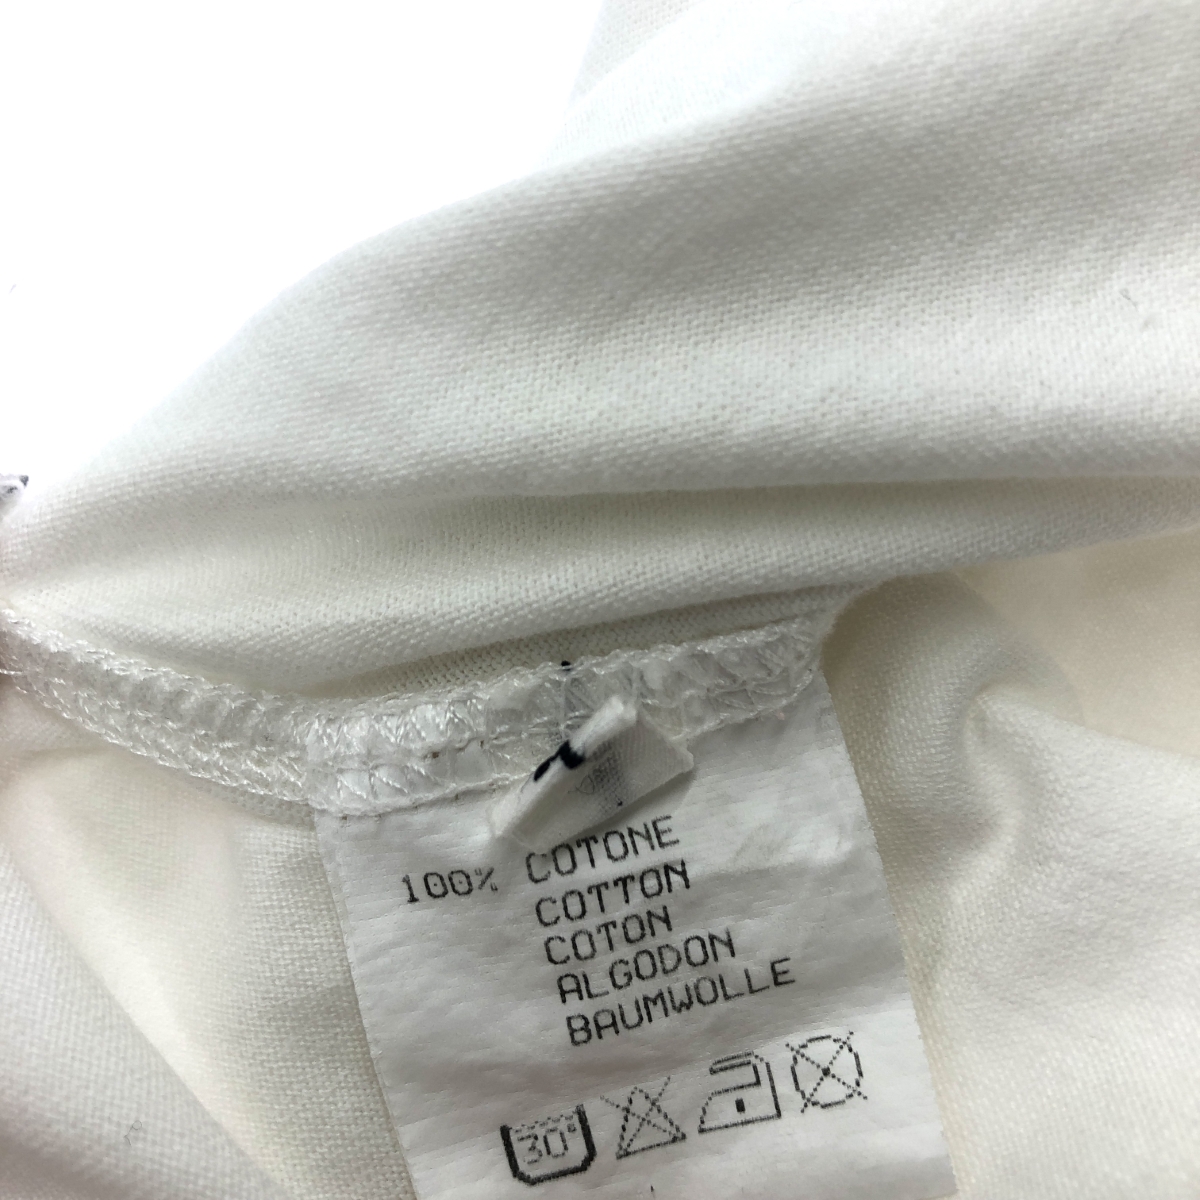 100% COTONE
COTTON
COTON
ALGODON
BAUMWOLLE
30°